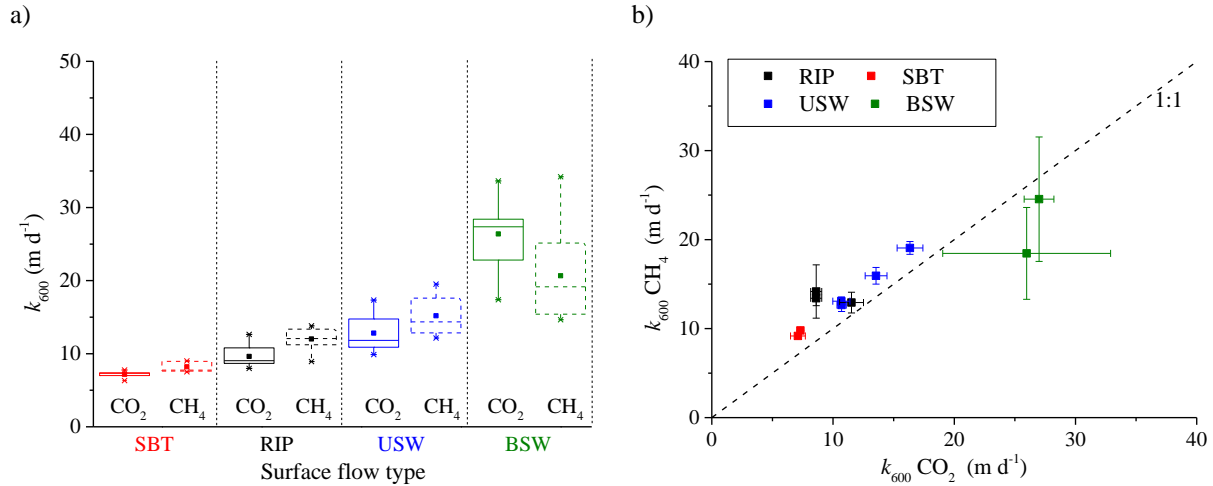 a)
50
40
30
20
10
0
k₆₀₀ (m d⁻¹)
CO₂ CH₄ CO₂ CH₄ CO₂ CH₄ CO₂ CH₄
SBT RIP USW BSW
Surface flow type
b)
RIP SBT
USW BSW
1:1
40
30
20
10
0
k₆₀₀ CH₄ (m d⁻¹)
0 10 20 30 40
k₆₀₀ CO₂ (m d⁻¹)